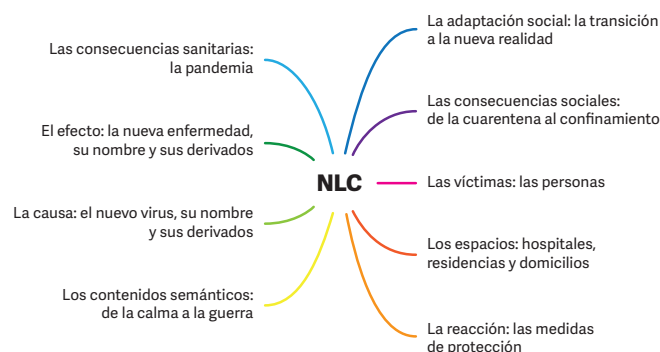 Las consecuencias sanitarias:
la pandemia
El efecto: la nueva enfermedad,
su nombre y sus derivados
La causa: el nuevo virus, su nombre
y sus derivados
Los contenidos semánticos:
de la calma a la guerra
NLC
La adaptación social: la transición
a la nueva realidad
Las consecuencias sociales:
de la cuarentena al confinamiento
Las víctimas: las personas
Los espacios: hospitales,
residencias y domicilios
La reacción: las medidas
de protección